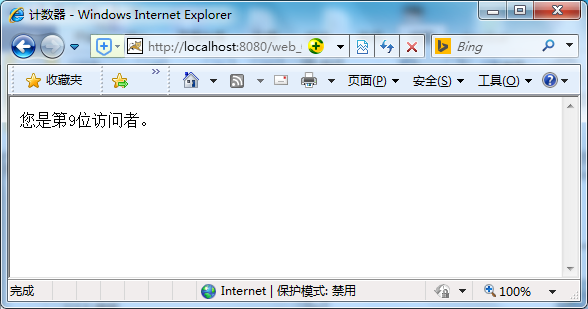 计数器 - Windows Internet Explorer
http://localhost:8080/web_
Bing
收藏夹 » 页面(P) 安全(S) 工具(O) »
您是第9位访问者。
完成 Internet | 保护模式: 禁用 100%